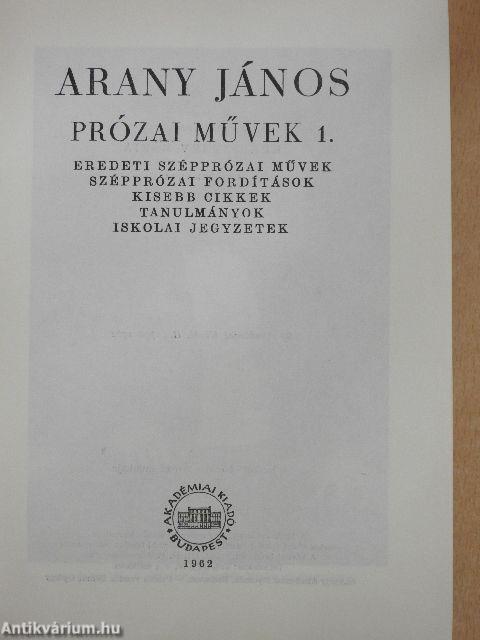 ARANY JÁNOS
PRÓZAI MŰVEK 1.
EREDETI SZÉPPRÓZAI MŰVEK
SZÉPPRÓZAI FORDÍTÁSOK
KISEBB CIKKEK
TANULMÁNYOK
ISKOLAI JEGYZETEK
AKADÉMIAI KIADÓ
BUDAPEST
1962
Antikvárium.hu